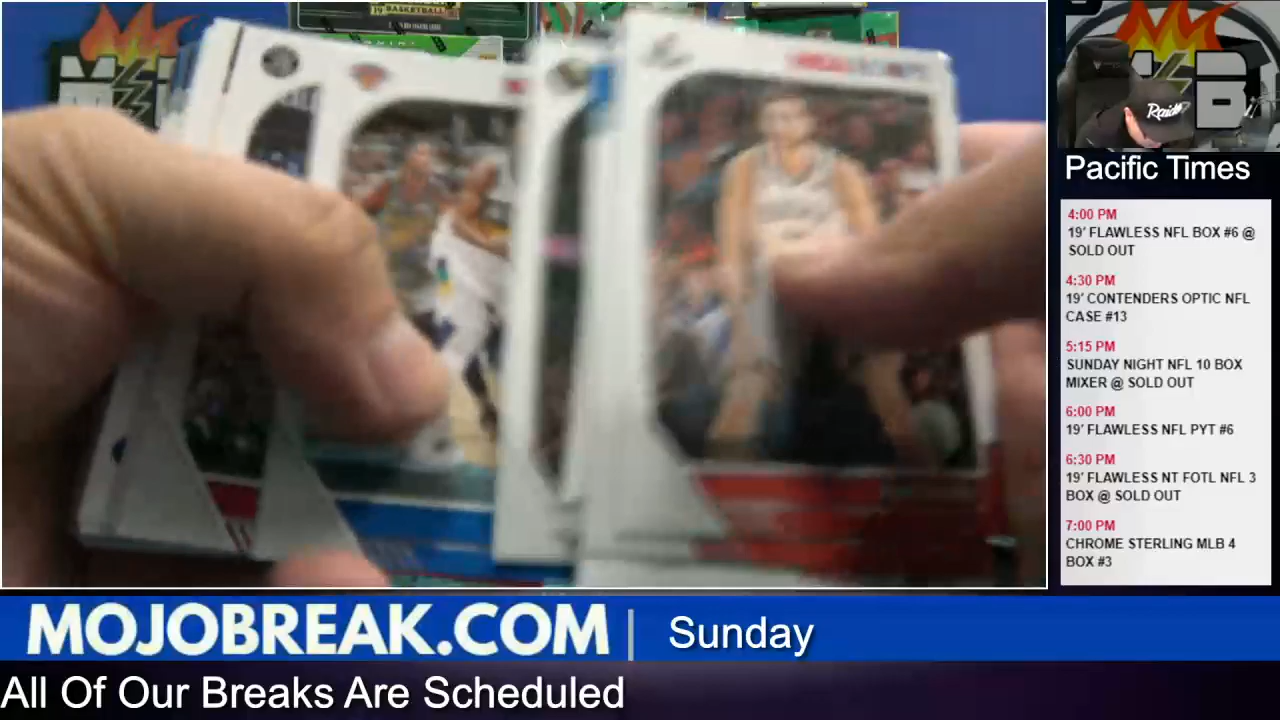 19 BASKETBALL
Raid
Pacific Times
4:00 PM
19' FLAWLESS NFL BOX #6 @
SOLD OUT
4:30 PM
19' CONTENDERS OPTIC NFL
CASE #13
5:15 PM
SUNDAY NIGHT NFL 10 BOX
MIXER @ SOLD OUT
6:00 PM
19' FLAWLESS NFL PYT #6
6:30 PM
19' FLAWLESS NT FOTL NFL 3
BOX @ SOLD OUT
7:00 PM
CHROME STERLING MLB 4
BOX #3
MOJOBREAK.COM | Sunday
All Of Our Breaks Are Scheduled